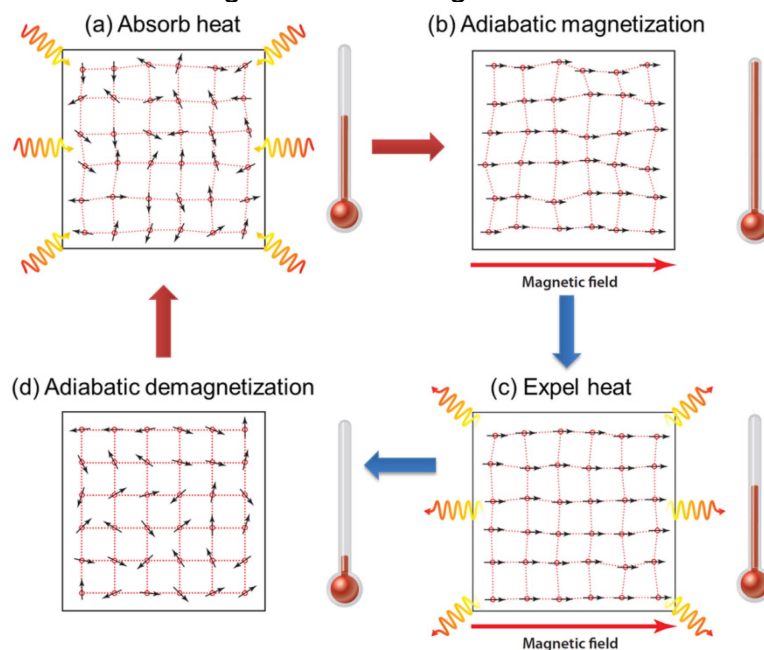 (a) Absorb heat
(b) Adiabatic magnetization
Magnetic field
(d) Adiabatic demagnetization
(c) Expel heat
Magnetic field